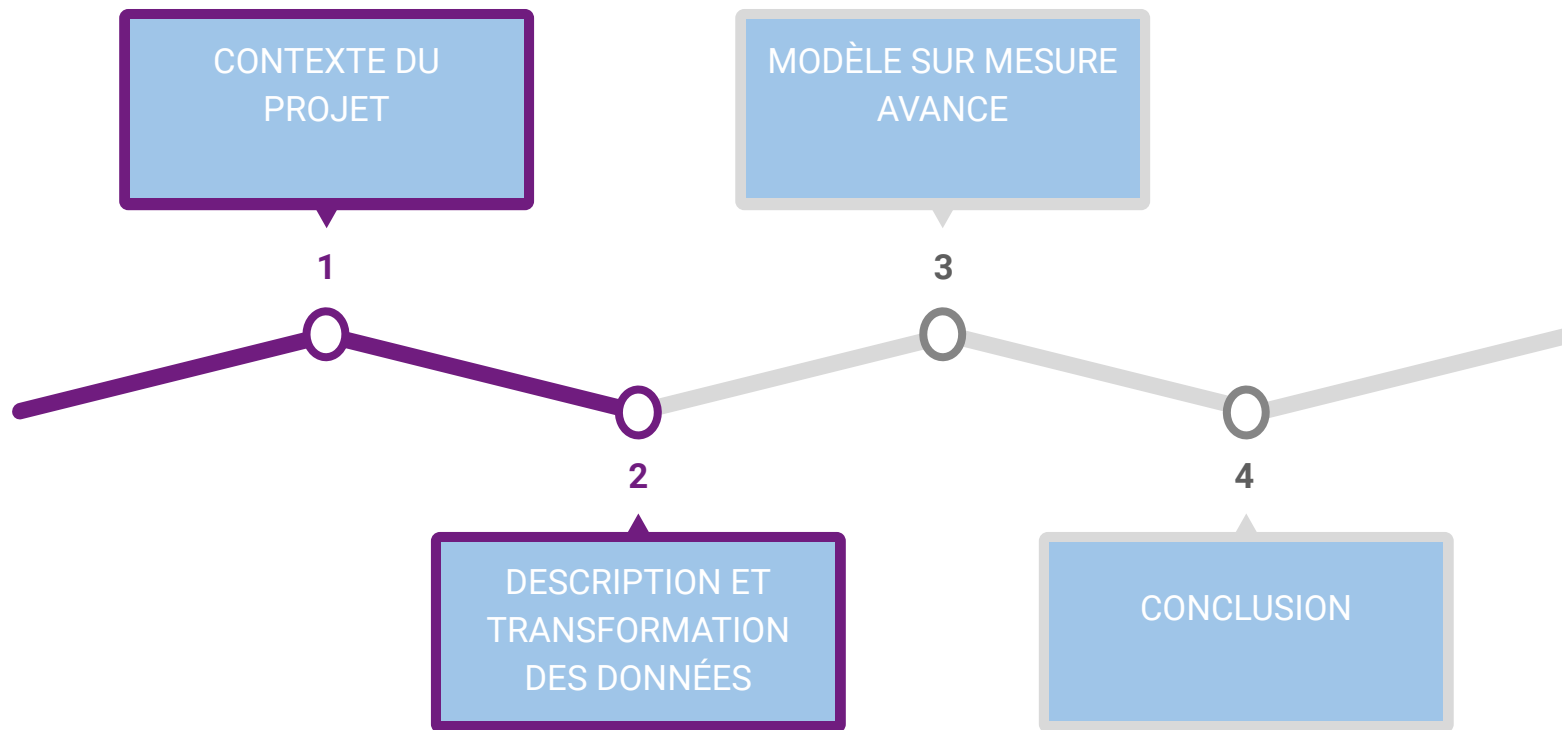 CONTEXTE DU
PROJET
1
DESCRIPTION ET
TRANSFORMATION
DES DONNÉES
2
MODÈLE SUR MESURE
AVANCE
3
CONCLUSION
4